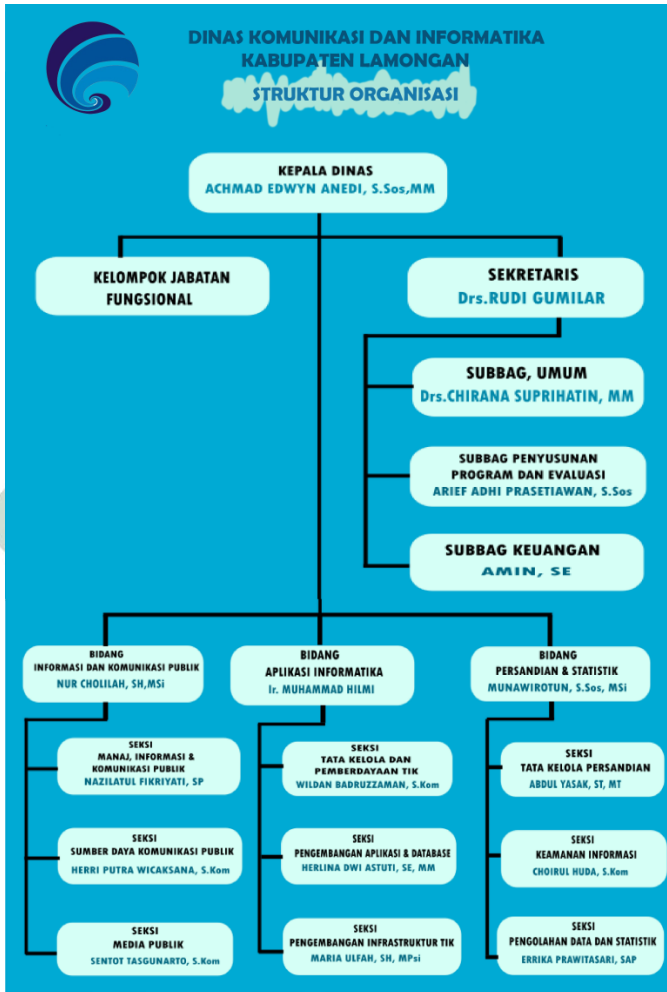 DINAS KOMUNIKASI DAN INFORMATIKA
KABUPATEN LAMONGAN
STRUKTUR ORGANISASI
KEPALA DINAS
ACHMAD EDWYN ANEDI, S.Sos,MM
KELOMPOK JABATAN
FUNGSIONAL
SEKRETARIS
Drs.RUDI GUMILAR
SUBBAG, UMUM
Drs.CHIRANA SUPRIHATIN, MM
SUBBAG PENYUSUNAN
PROGRAM DAN EVALUASI
ARIEF ADHI PRASETIAWAN, S.Sos
SUBBAG KEUANGAN
AMIN, SE
BIDANG
INFORMASI DAN KOMUNIKASI PUBLIK
NUR CHOLILAH, SH,MSi
SEKSI
MANAJ, INFORMASI &
KOMUNIKASI PUBLIK
NAZILATUL FIKRIYATI, SP
SEKSI
SUMBER DAYA KOMUNIKASI PUBLIK
HERRI PUTRA WICAKSANA, S.Kom
SEKSI
MEDIA PUBLIK
SENTOT TASGUNARTO, S.Kom
BIDANG
APLIKASI INFORMATIKA
Ir. MUHAMMAD HILMI
SEKSI
TATA KELOLA DAN
PEMBERDAYAAN TIK
WILDAN BADRUZZAMAN, S.Kom
SEKSI
PENGEMBANGAN APLIKASI & DATABASE
HERLINA DWI ASTUTI, SE, MM
SEKSI
PENGEMBANGAN INFRASTRUKTUR TIK
MARIA ULFAH, SH, MPsi
BIDANG
PERSANDIAN & STATISTIK
MUNAWIROTUN, S.Sos, MSi
SEKSI
TATA KELOLA PERSANDIAN
ABDUL YASAK, ST, MT
SEKSI
KEAMANAN INFORMASI
CHOIRUL HUDA, S.Kom
SEKSI
PENGOLAHAN DATA DAN STATISTIK
ERRIKA PRAWITASARI, SAP